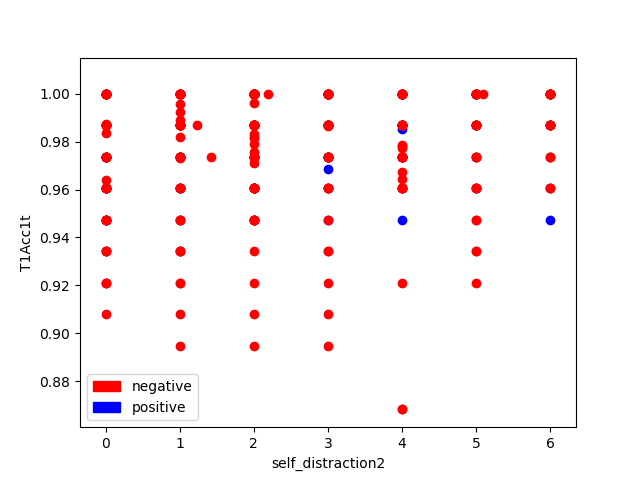 1.00
0.98
0.96
0.94
0.92
0.90
0.88
T1Acc1t
negative
positive
0 1 2 3 4 5 6
self_distraction2